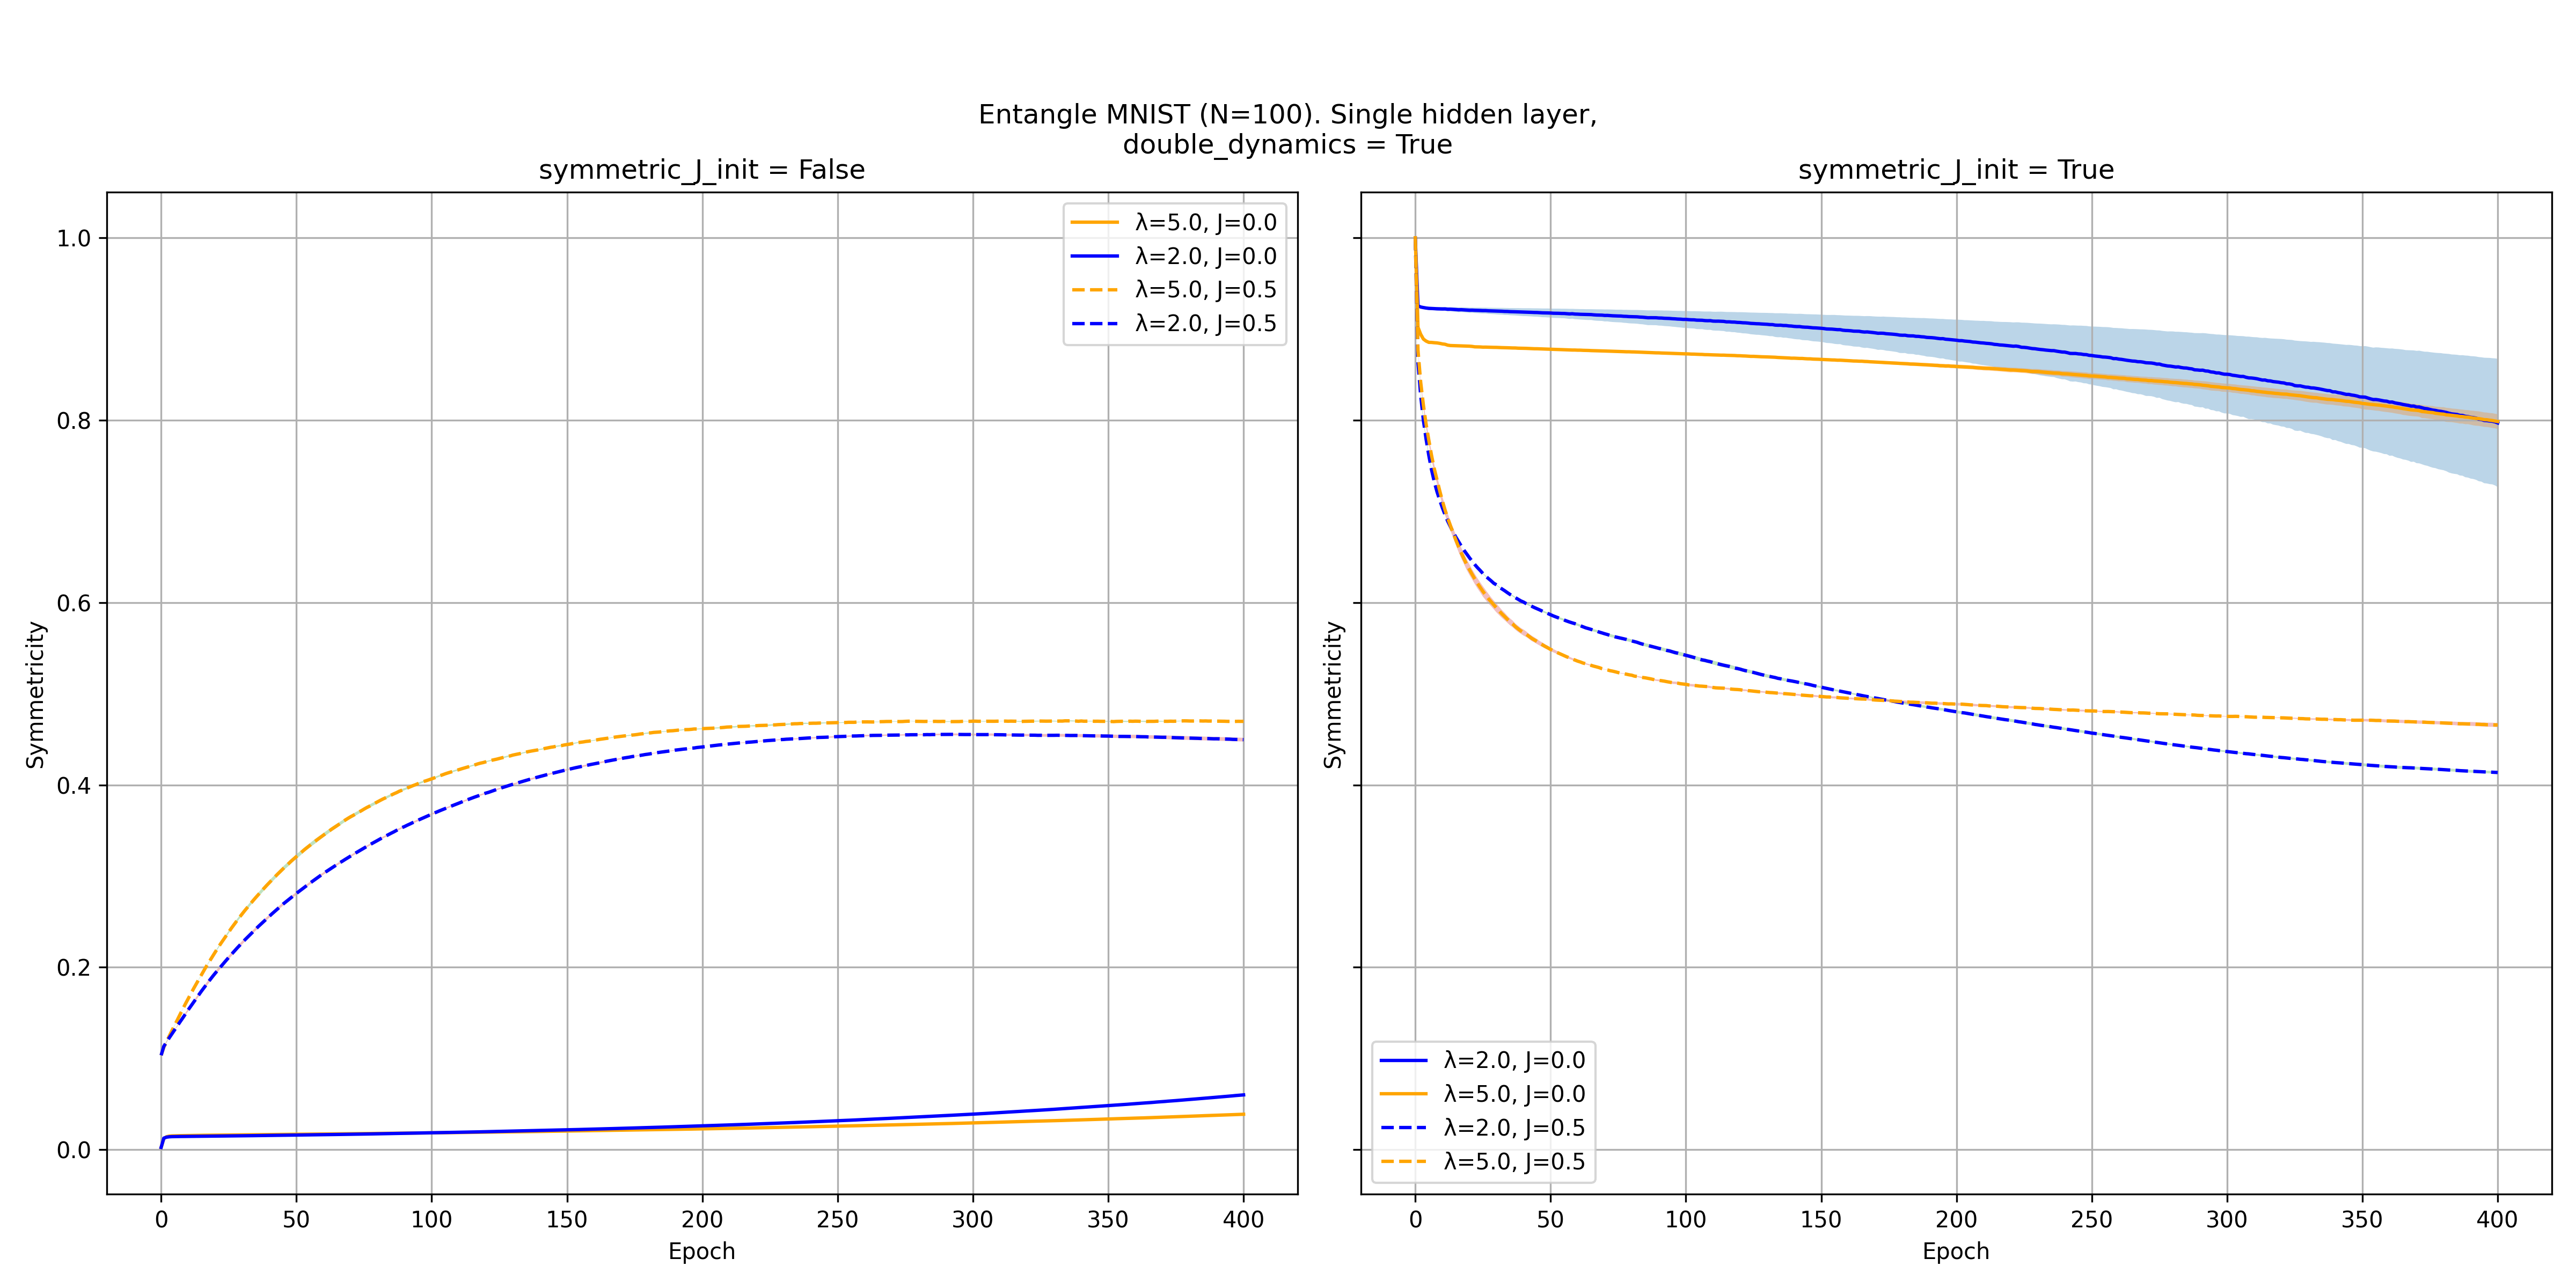 Entangle MNIST (N=100). Single hidden layer,
double_dynamics = True
symmetric_J_init = False
λ=5.0, J=0.0
λ=2.0, J=0.0
λ=5.0, J=0.5
λ=2.0, J=0.5
Symmetricity
1.0
0.8
0.6
0.4
0.2
0.0
0 50 100 150 200 250 300 350 400
Epoch
symmetric_J_init = True
Symmetricity
λ=2.0, J=0.0
λ=5.0, J=0.0
λ=2.0, J=0.5
λ=5.0, J=0.5
0 50 100 150 200 250 300 350 400
Epoch